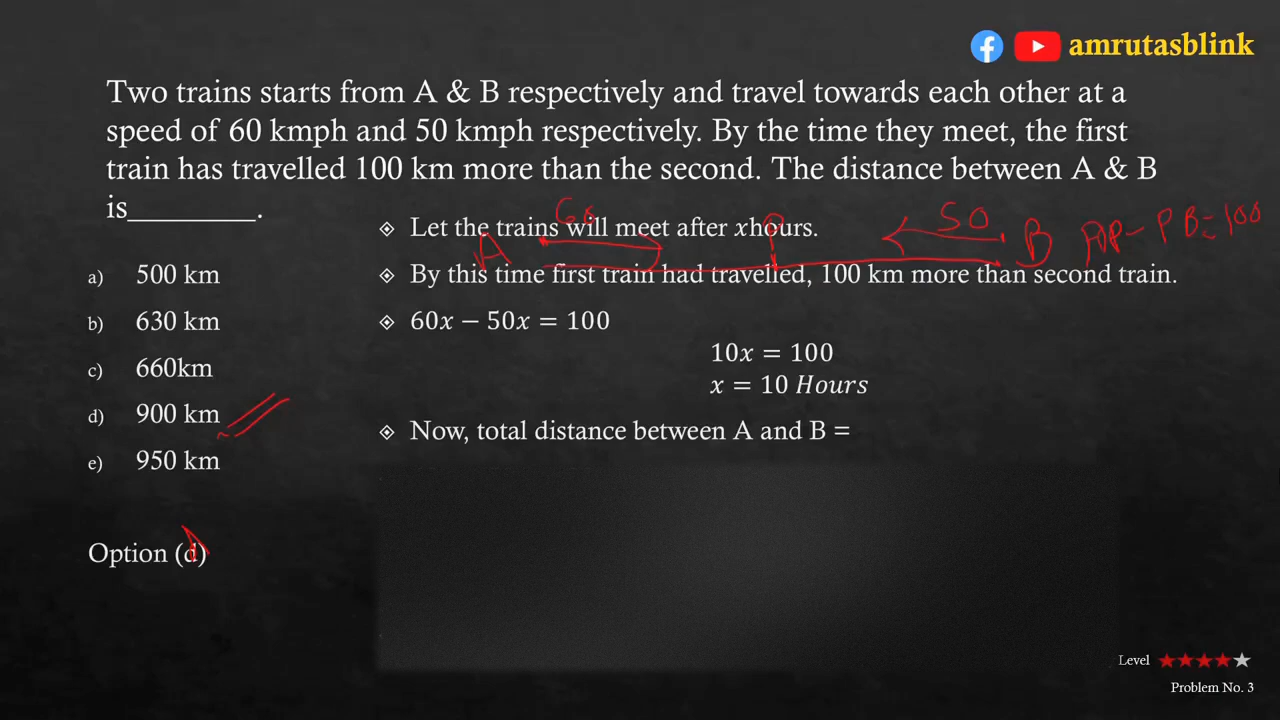 amrutasblink
Two trains starts from A & B respectively and travel towards each other at a
speed of 60 kmph and 50 kmph respectively. By the time they meet, the first
train has travelled 100 km more than the second. The distance between A & B
is________.
a) 500 km
b) 630 km
c) 660km
d) 900 km
e) 950 km
Option (d)
60
P
50
A
B
AP - PB = 100
❖ Let the trains will meet after xhours.
❖ By this time first train had travelled, 100 km more than second train.
❖ 60x − 50x = 100
10x = 100
x = 10 Hours
❖ Now, total distance between A and B =
Level
Problem No. 3